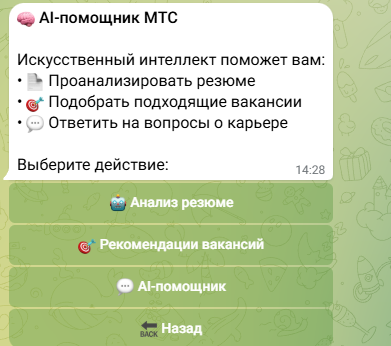 🧠 AI-помощник МТС
Искусственный интеллект поможет вам:
• 📄 Проанализировать резюме
• 🎯 Подобрать подходящие вакансии
• 💬 Ответить на вопросы о карьере
Выберите действие:
14:28
🤖 Анализ резюме
🎯 Рекомендации вакансий
💬 AI-помощник
🔙 Назад